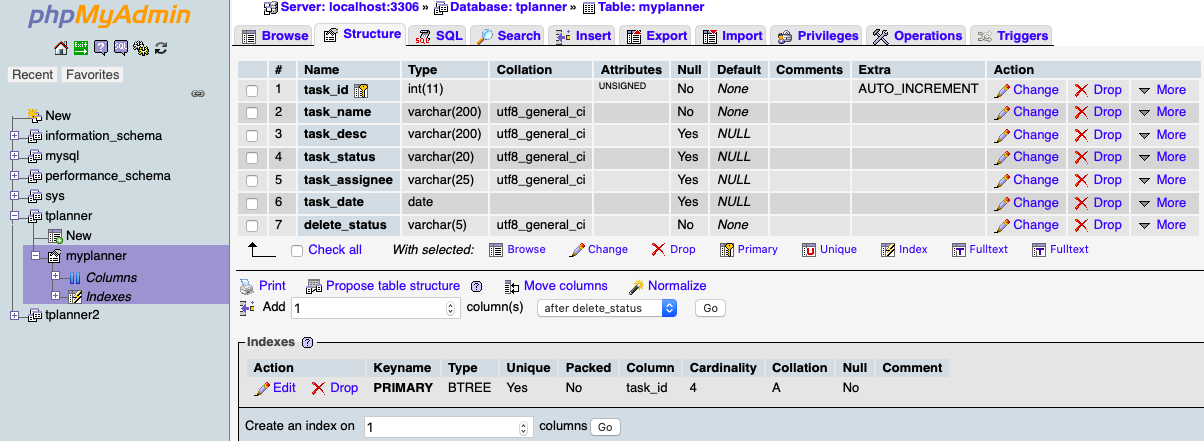 phpMyAdmin
Recent Favorites
New
information_schema
mysql
performance_schema
sys
tplanner
New
myplanner
Columns
Indexes
tplanner2
Server: localhost:3306 » Database: tplanner » Table: myplanner
Browse Structure SQL Search Insert Export Import Privileges Operations Triggers
# Name Type Collation Attributes Null Default Comments Extra Action
1 task_id int(11) UNSIGNED No None AUTO_INCREMENT Change Drop More
2 task_name varchar(200) utf8_general_ci No None Change Drop More
3 task_desc varchar(200) utf8_general_ci Yes NULL Change Drop More
4 task_status varchar(20) utf8_general_ci Yes NULL Change Drop More
5 task_assignee varchar(25) utf8_general_ci Yes NULL Change Drop More
6 task_date date Yes NULL Change Drop More
7 delete_status varchar(5) utf8_general_ci No None Change Drop More
Check all With selected: Browse Change Drop Primary Unique Index Fulltext Fulltext
Print Propose table structure Move columns Normalize
Add 1 column(s) after delete_status Go
Indexes
Action Keyname Type Unique Packed Column Cardinality Collation Null Comment
Edit Drop PRIMARY BTREE Yes No task_id 4 A No
Create an index on 1 columns Go